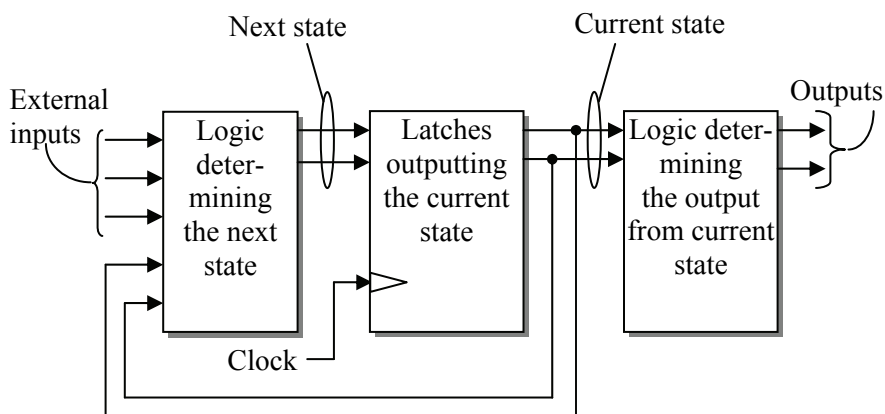 Next state
Current state
External
inputs
Logic
deter-
mining
the next
state
Latches
outputting
the current
state
Logic deter-
mining
the output
from current
state
Outputs
Clock